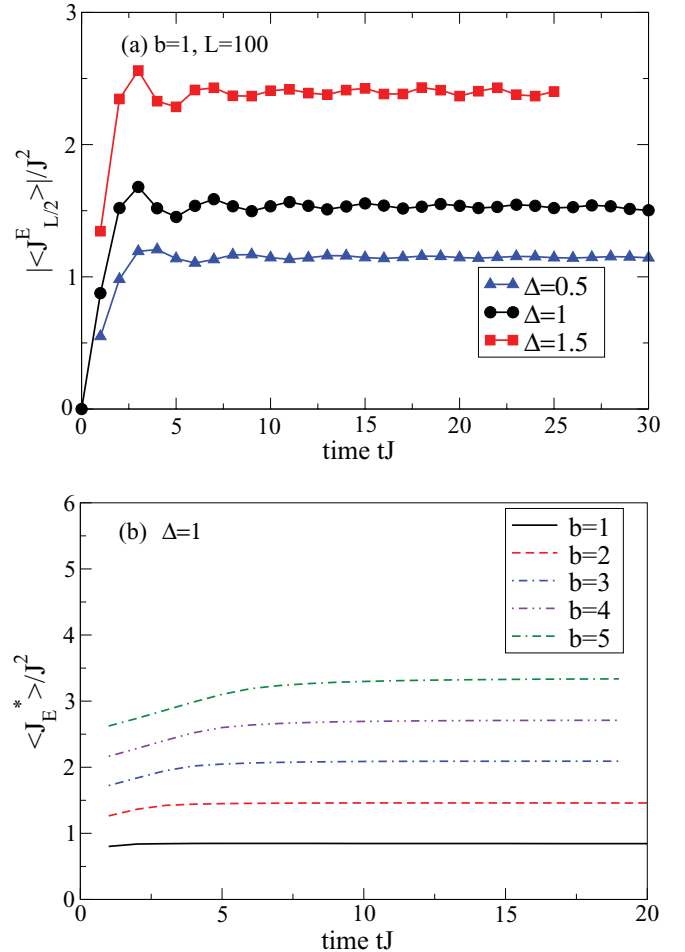 3
(a) b=1, L=100
2
|<J^E_{L/2}>|/J^2
1
Δ=0.5
Δ=1
Δ=1.5
0
0 5 10 15 20 25 30
time tJ
6
(b) Δ=1
b=1
b=2
b=3
b=4
b=5
5
4
<J_E^*>/J^2
3
2
1
0
0 5 10 15 20
time tJ